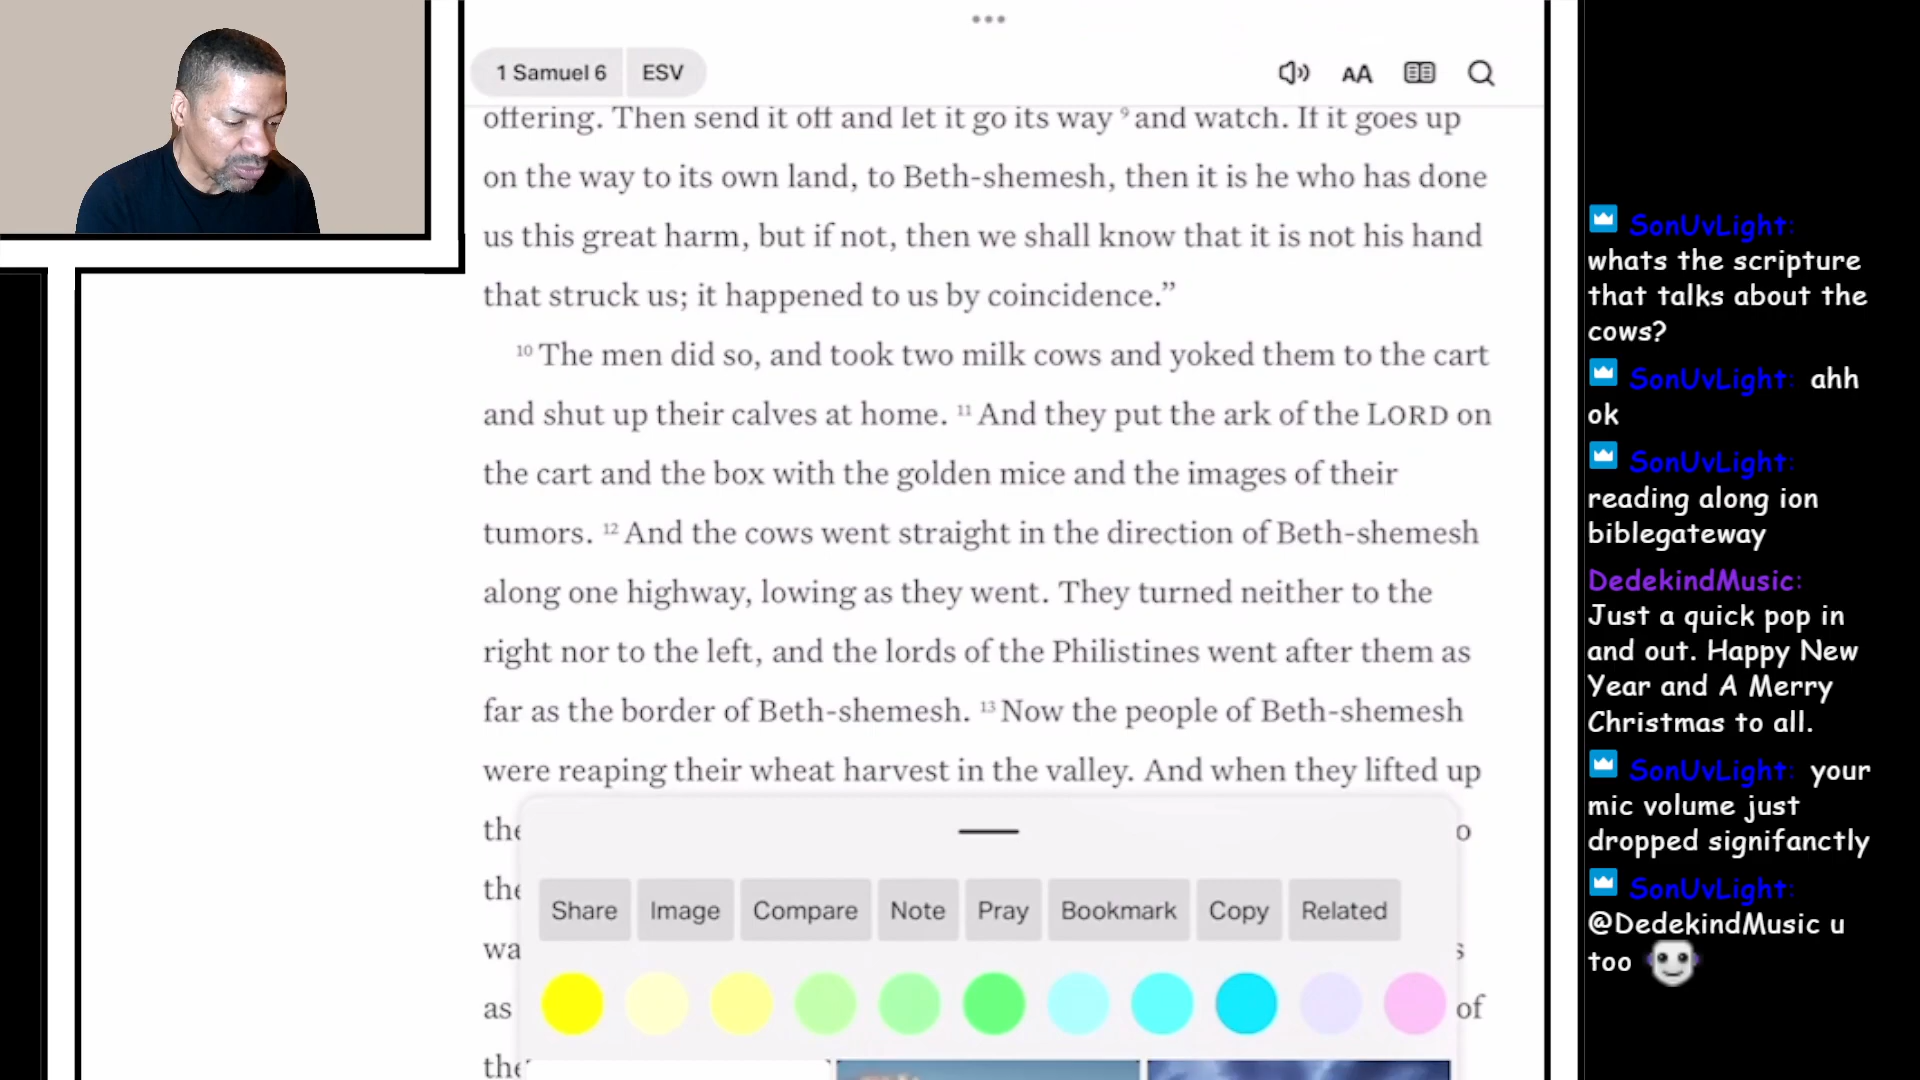 1 Samuel 6 ESV
AA
offering. Then send it off and let it go its way 9 and watch. If it goes up
on the way to its own land, to Beth-shemesh, then it is he who has done
us this great harm, but if not, then we shall know that it is not his hand
that struck us; it happened to us by coincidence.”
10 The men did so, and took two milk cows and yoked them to the cart
and shut up their calves at home. 11 And they put the ark of the LORD on
the cart and the box with the golden mice and the images of their
tumors. 12 And the cows went straight in the direction of Beth-shemesh
along one highway, lowing as they went. They turned neither to the
right nor to the left, and the lords of the Philistines went after them as
far as the border of Beth-shemesh. 13 Now the people of Beth-shemesh
were reaping their wheat harvest in the valley. And when they lifted up
the
the
wa
as of
the
Share Image Compare Note Pray Bookmark Copy Related
SonUvLight:
whats the scripture
that talks about the
cows?
SonUvLight: ahh
ok
SonUvLight:
reading along ion
biblegateway
DedekindMusic:
Just a quick pop in
and out. Happy New
Year and A Merry
Christmas to all.
SonUvLight: your
mic volume just
dropped signifanctly
SonUvLight:
@DedekindMusic u
too